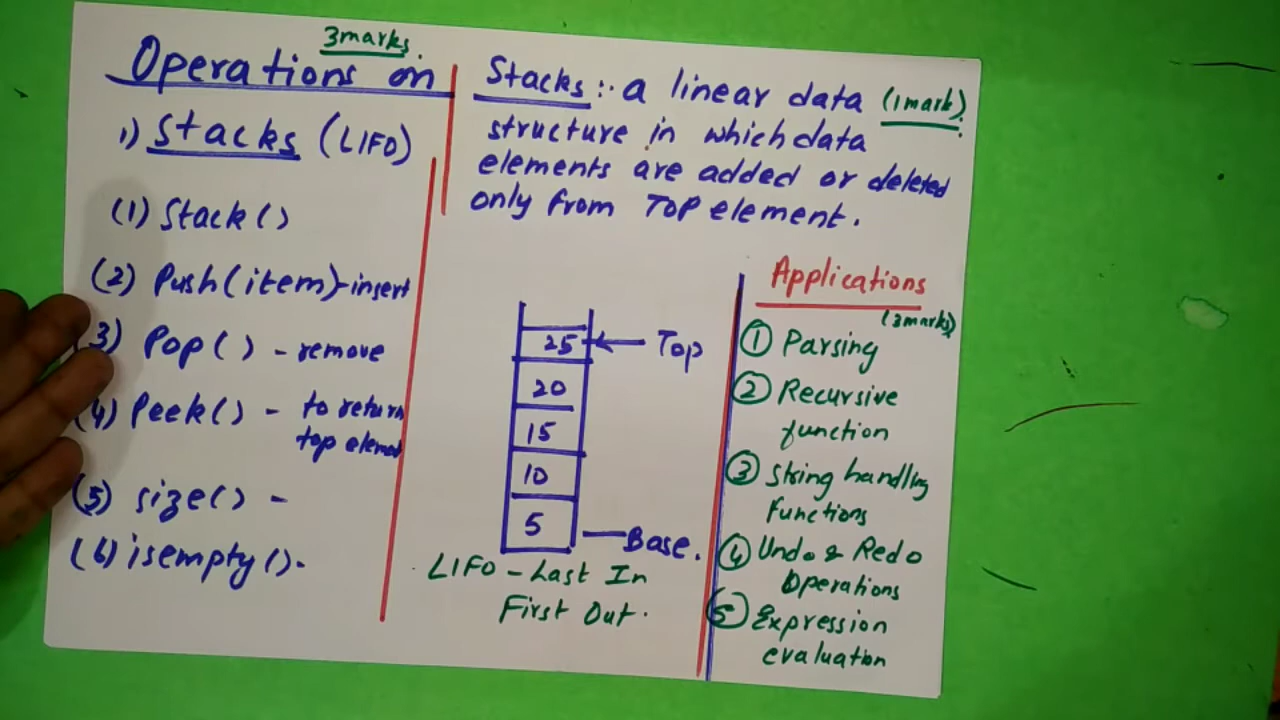 3marks.
Operations on
1) Stacks (LIFO)
(1) Stack()
(2) Push(item)-insert
(3) Pop() - remove
(4) Peek() - to return
top element
(5) size() -
(6) isempty().
Stacks :. a linear data (1mark).
structure in which data
elements are added or deleted
only from TOP element.
25 ← Top
20
15
10
5 — Base.
LIFO - Last In
First Out.
Applications
(3marks)
① Parsing
② Recursive
function
③ String handling
Functions
④ Undo & Redo
Operations
⑤ Expression
evaluation